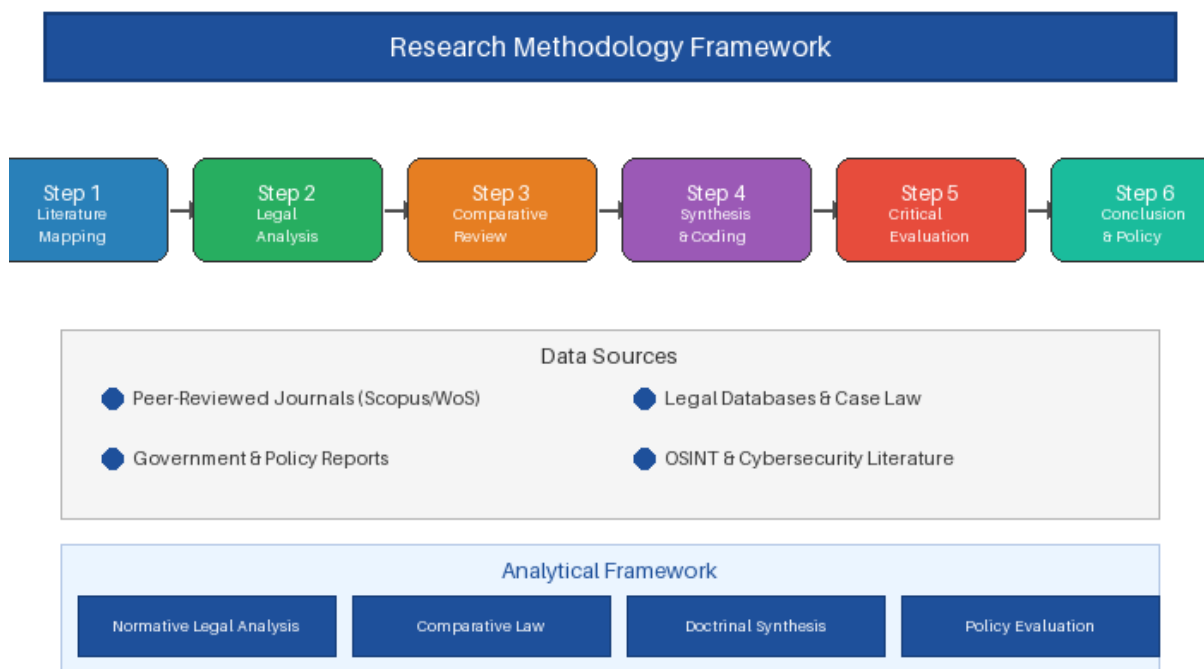 Research Methodology Framework
Step 1
Literature
Mapping
Step 2
Legal
Analysis
Step 3
Comparative
Review
Step 4
Synthesis
& Coding
Step 5
Critical
Evaluation
Step 6
Conclusion
& Policy
Data Sources
Peer-Reviewed Journals (Scopus/WoS)
Legal Databases & Case Law
Government & Policy Reports
OSINT & Cybersecurity Literature
Analytical Framework
Normative Legal Analysis
Comparative Law
Doctrinal Synthesis
Policy Evaluation